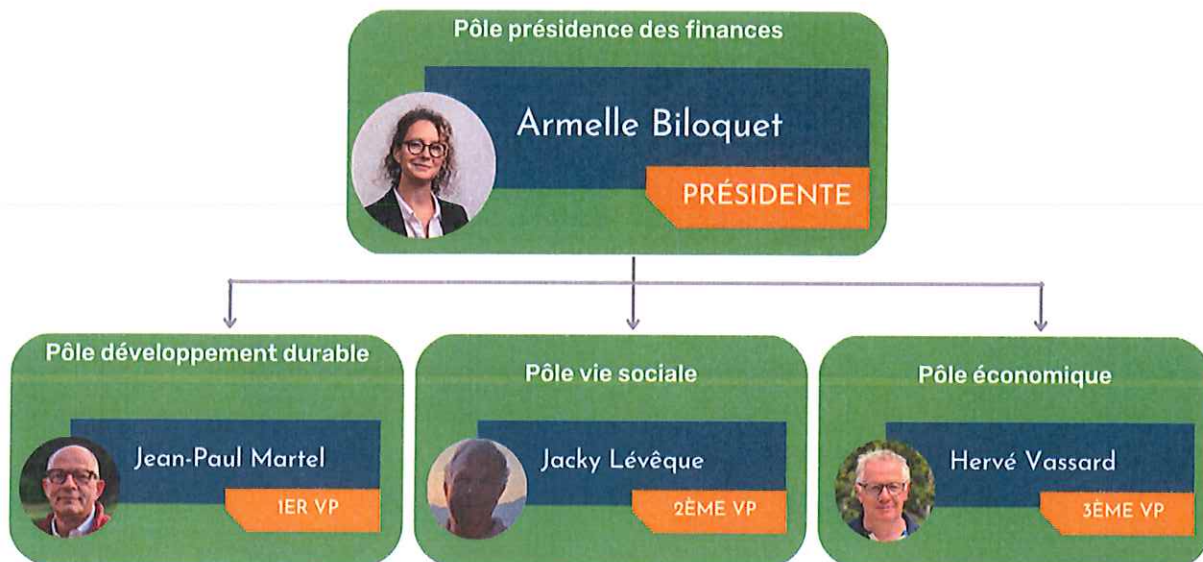 Pôle présidence des finances
Armelle Biloquet
PRÉSIDENTE
Pôle développement durable
Jean-Paul Martel
1ER VP
Pôle vie sociale
Jacky Lévêque
2ÈME VP
Pôle économique
Hervé Vassard
3ÈME VP